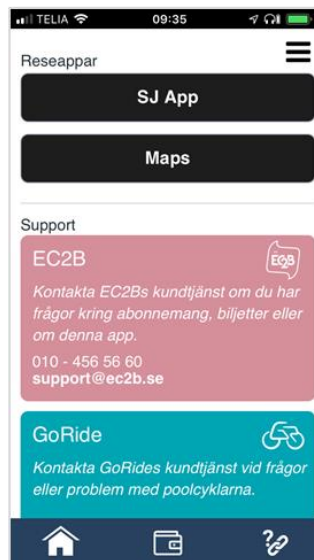 TELIA 09:35
Reseappar
SJ App
Maps
Support
EC2B
EC2B
Kontakta EC2Bs kundtjänst om du har
frågor kring abonnemang, biljetter eller
om denna app.
010 - 456 56 60
support@ec2b.se
GoRide
Kontakta GoRides kundtjänst vid frågor
eller problem med poolcyklarna.
?